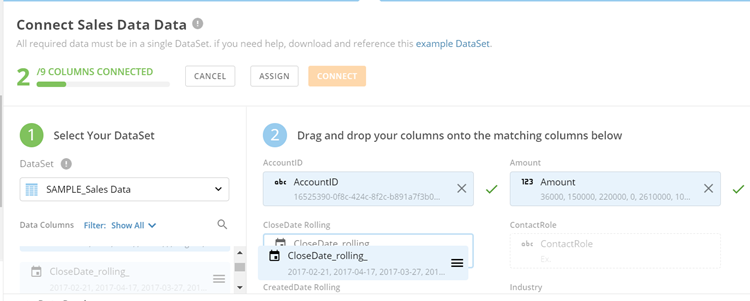 Connect Sales Data Data
All required data must be in a single DataSet. if you need help, download and reference this example DataSet.
2 /9 COLUMNS CONNECTED
CANCEL
ASSIGN
CONNECT
1 Select Your DataSet
DataSet
SAMPLE_Sales Data
Data Columns Filter: Show All
CloseDate_rolling_
2017-02-21, 2017-04-17, 2017-03-27, 201...
2 Drag and drop your columns onto the matching columns below
AccountID
abc AccountID
16525390-0f8c-424c-8f2c-b891a7f3b0...
Amount
123 Amount
36000, 150000, 220000, 0, 2610000, 10...
CloseDate Rolling
CloseDate_rolling_
CloseDate_rolling_
2017-02-21, 2017-04-17, 2017-03-27, 201...
ContactRole
abc ContactRole
Ex.
CreatedDate Rolling
Industry